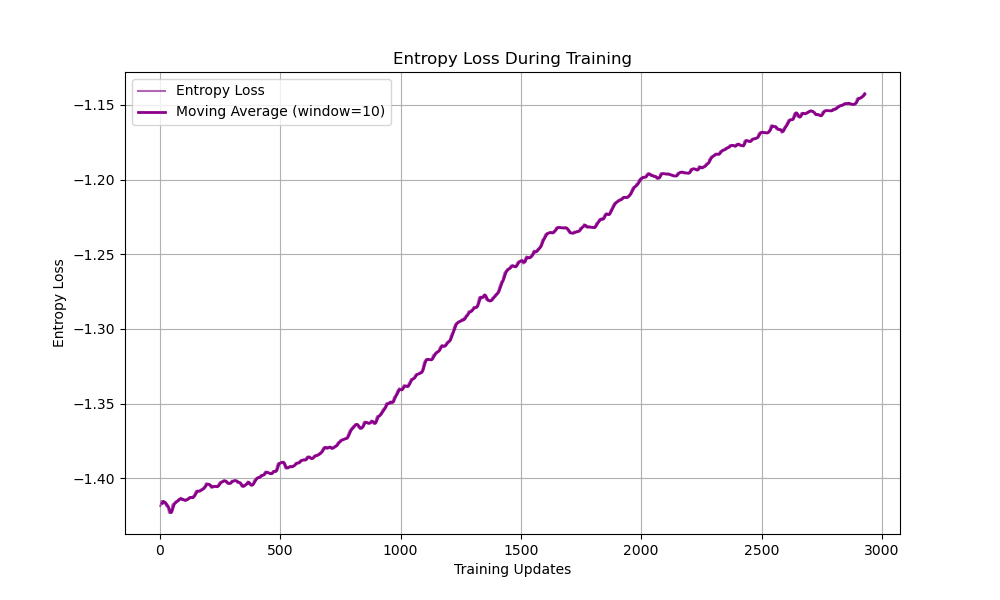 Entropy Loss During Training
Entropy Loss
Moving Average (window=10)
Entropy Loss
−1.15
−1.20
−1.25
−1.30
−1.35
−1.40
0 500 1000 1500 2000 2500 3000
Training Updates